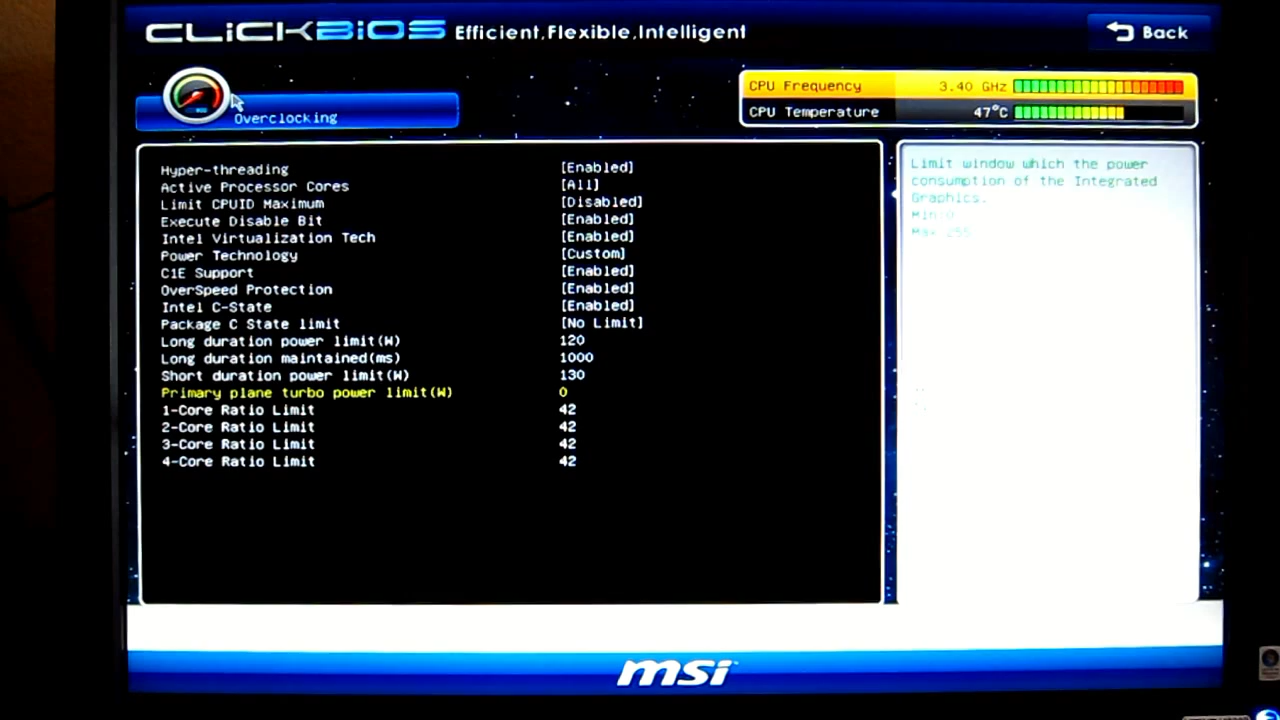 CLiCKBIOS Efficient,Flexible,Intelligent
Back
Overclocking
CPU Frequency 3.40 GHz
CPU Temperature 47°C
Hyper-threading [Enabled]
Active Processor Cores [All]
Limit CPUID Maximum [Disabled]
Execute Disable Bit [Enabled]
Intel Virtualization Tech [Enabled]
Power Technology [Custom]
C1E Support [Enabled]
OverSpeed Protection [Enabled]
Intel C-State [Enabled]
Package C State limit [No Limit]
Long duration power limit(W) 120
Long duration maintained(ms) 1000
Short duration power limit(W) 130
Primary plane turbo power limit(W) 0
1-Core Ratio Limit 42
2-Core Ratio Limit 42
3-Core Ratio Limit 42
4-Core Ratio Limit 42
Limit window which the power
consumption of the Integrated
Graphics.
Min:0
Max:255
msi